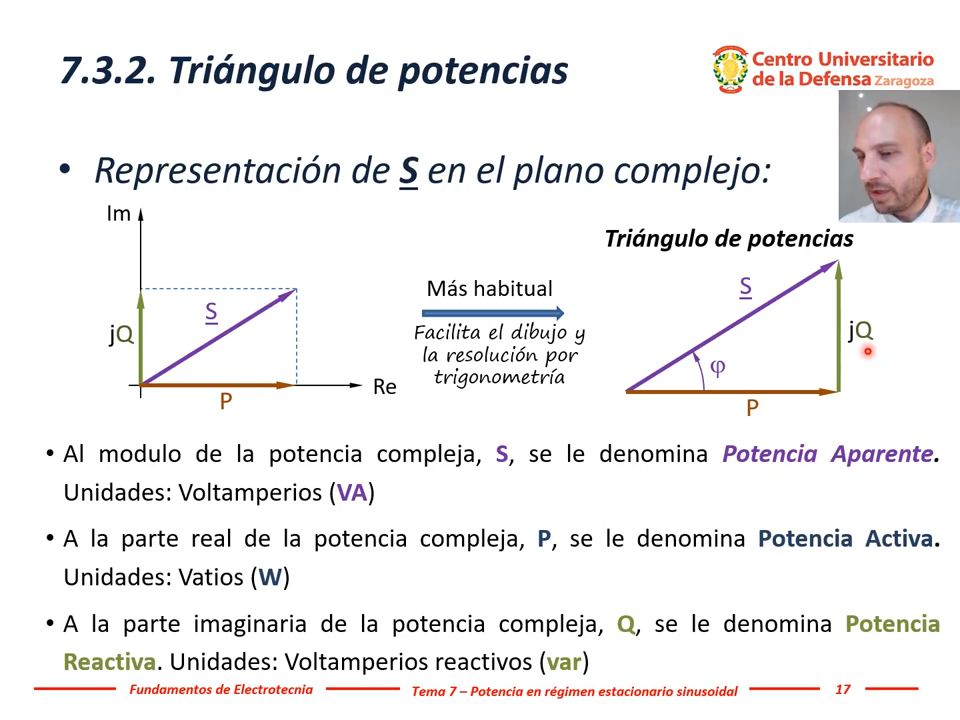 7.3.2. Triángulo de potencias
Centro Universitario
de la Defensa Zaragoza
• Representación de S en el plano complejo:
Im
jQ
S
P
Re
Más habitual
Facilita el dibujo y
la resolución por
trigonometría
Triángulo de potencias
S
φ
jQ
P
• Al modulo de la potencia compleja, S, se le denomina Potencia Aparente.
Unidades: Voltamperios (VA)
• A la parte real de la potencia compleja, P, se le denomina Potencia Activa.
Unidades: Vatios (W)
• A la parte imaginaria de la potencia compleja, Q, se le denomina Potencia
Reactiva. Unidades: Voltamperios reactivos (var)
Fundamentos de Electrotecnia
Tema 7 – Potencia en régimen estacionario sinusoidal
17